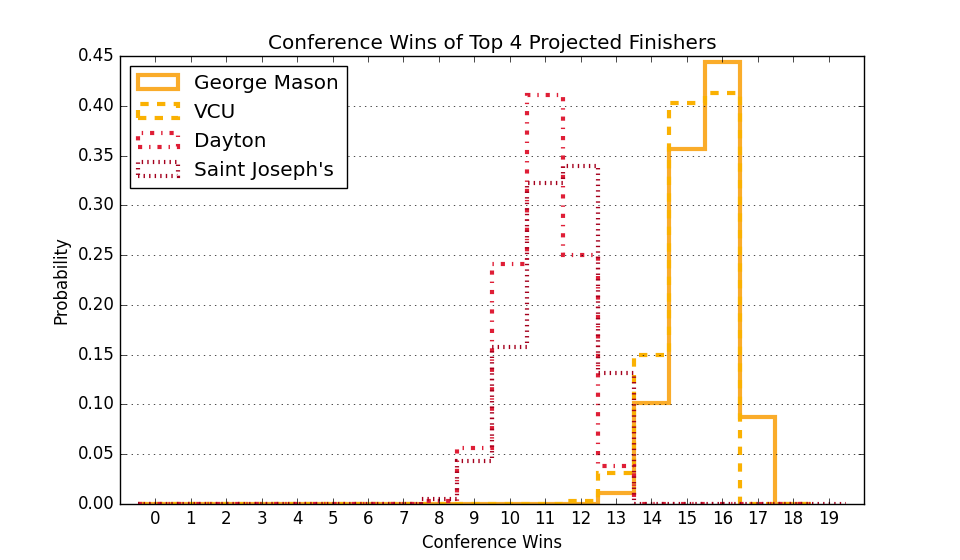 Conference Wins of Top 4 Projected Finishers
George Mason
VCU
Dayton
Saint Joseph's
0.45
0.40
0.35
0.30
0.25
0.20
0.15
0.10
0.05
0.00
Probability
0 1 2 3 4 5 6 7 8 9 10 11 12 13 14 15 16 17 18 19
Conference Wins